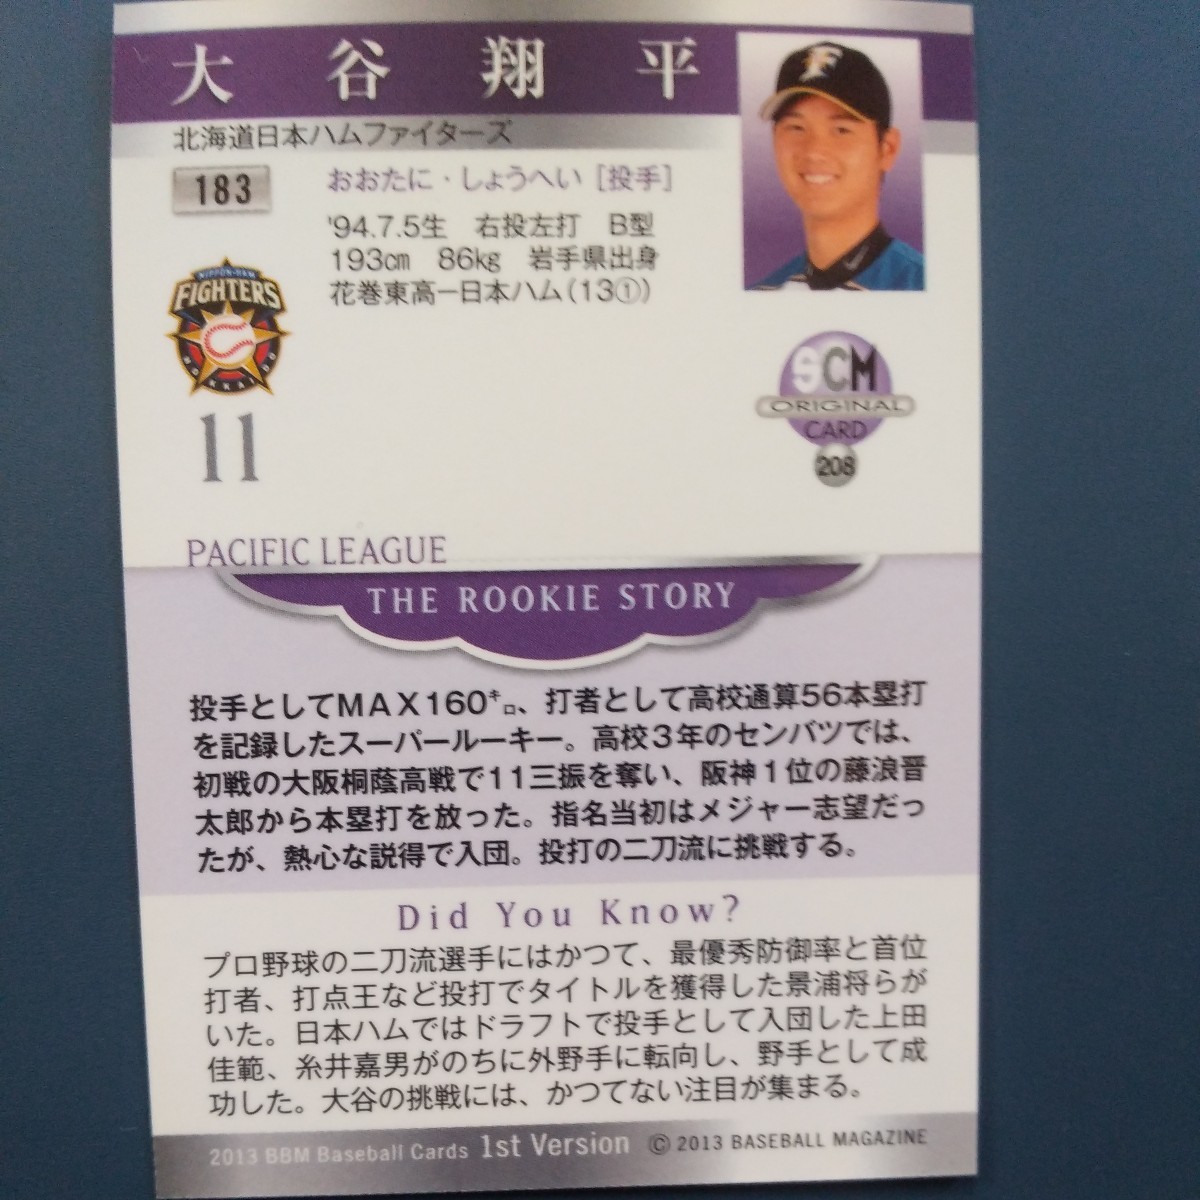 大谷翔平
北海道日本ハムファイターズ
183
おおたに・しょうへい [投手]
'94.7.5生 右投左打 B型
193cm 86kg 岩手県出身
花巻東高ー日本ハム(13①)
F
NIPPON-HAM
FIGHTERS
HOKKAIDO
11
SCM
ORIGINAL
CARD
208
PACIFIC LEAGUE
THE ROOKIE STORY
投手としてMAX160㌔、打者として高校通算56本塁打
を記録したスーパールーキー。高校3年のセンバツでは、
初戦の大阪桐蔭高戦で11三振を奪い、阪神1位の藤浪晋
太郎から本塁打を放った。指名当初はメジャー志望だっ
たが、熱心な説得で入団。投打の二刀流に挑戦する。
Did You Know?
プロ野球の二刀流選手にはかつて、最優秀防御率と首位
打者、打点王など投打でタイトルを獲得した景浦将らが
いた。日本ハムではドラフトで投手として入団した上田
佳範、糸井嘉男がのちに外野手に転向し、野手として成
功した。大谷の挑戦には、かつてない注目が集まる。
2013 BBM Baseball Cards 1st Version © 2013 BASEBALL MAGAZINE